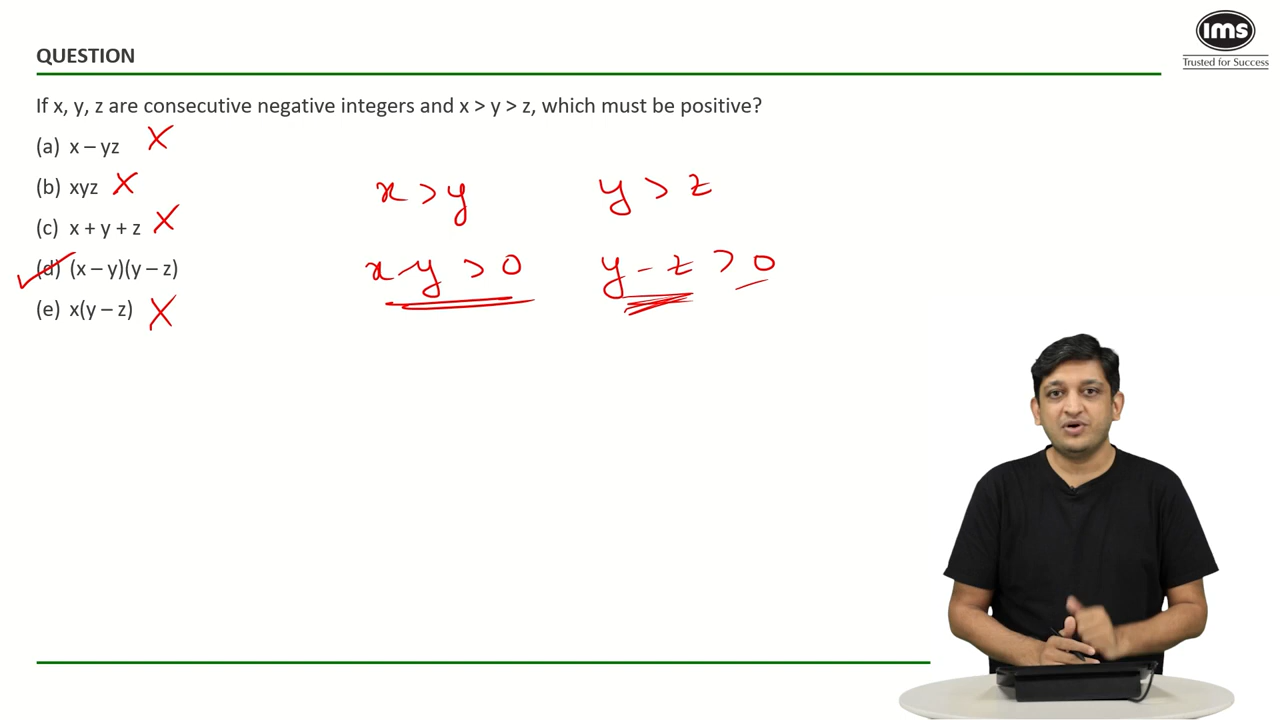 QUESTION
ims
Trusted for Success
If x, y, z are consecutive negative integers and x > y > z, which must be positive?
(a) x – yz X
(b) xyz X
(c) x + y + z X
(d) (x – y)(y – z)
(e) x(y – z) X
x > y y > z
x - y > 0 y - z > 0